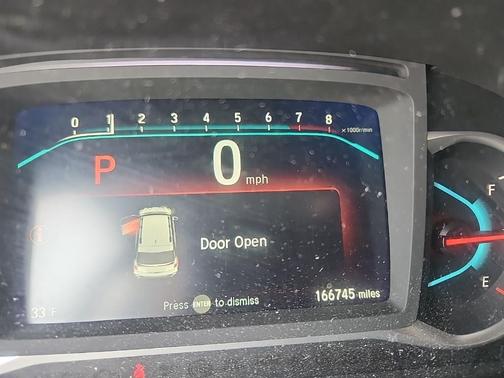 0 1 2 3 4 5 6 7 8 ×1000r/min
P 0 mph
F
Door Open
E
Press ENTER to dismiss
166745 miles
33 F